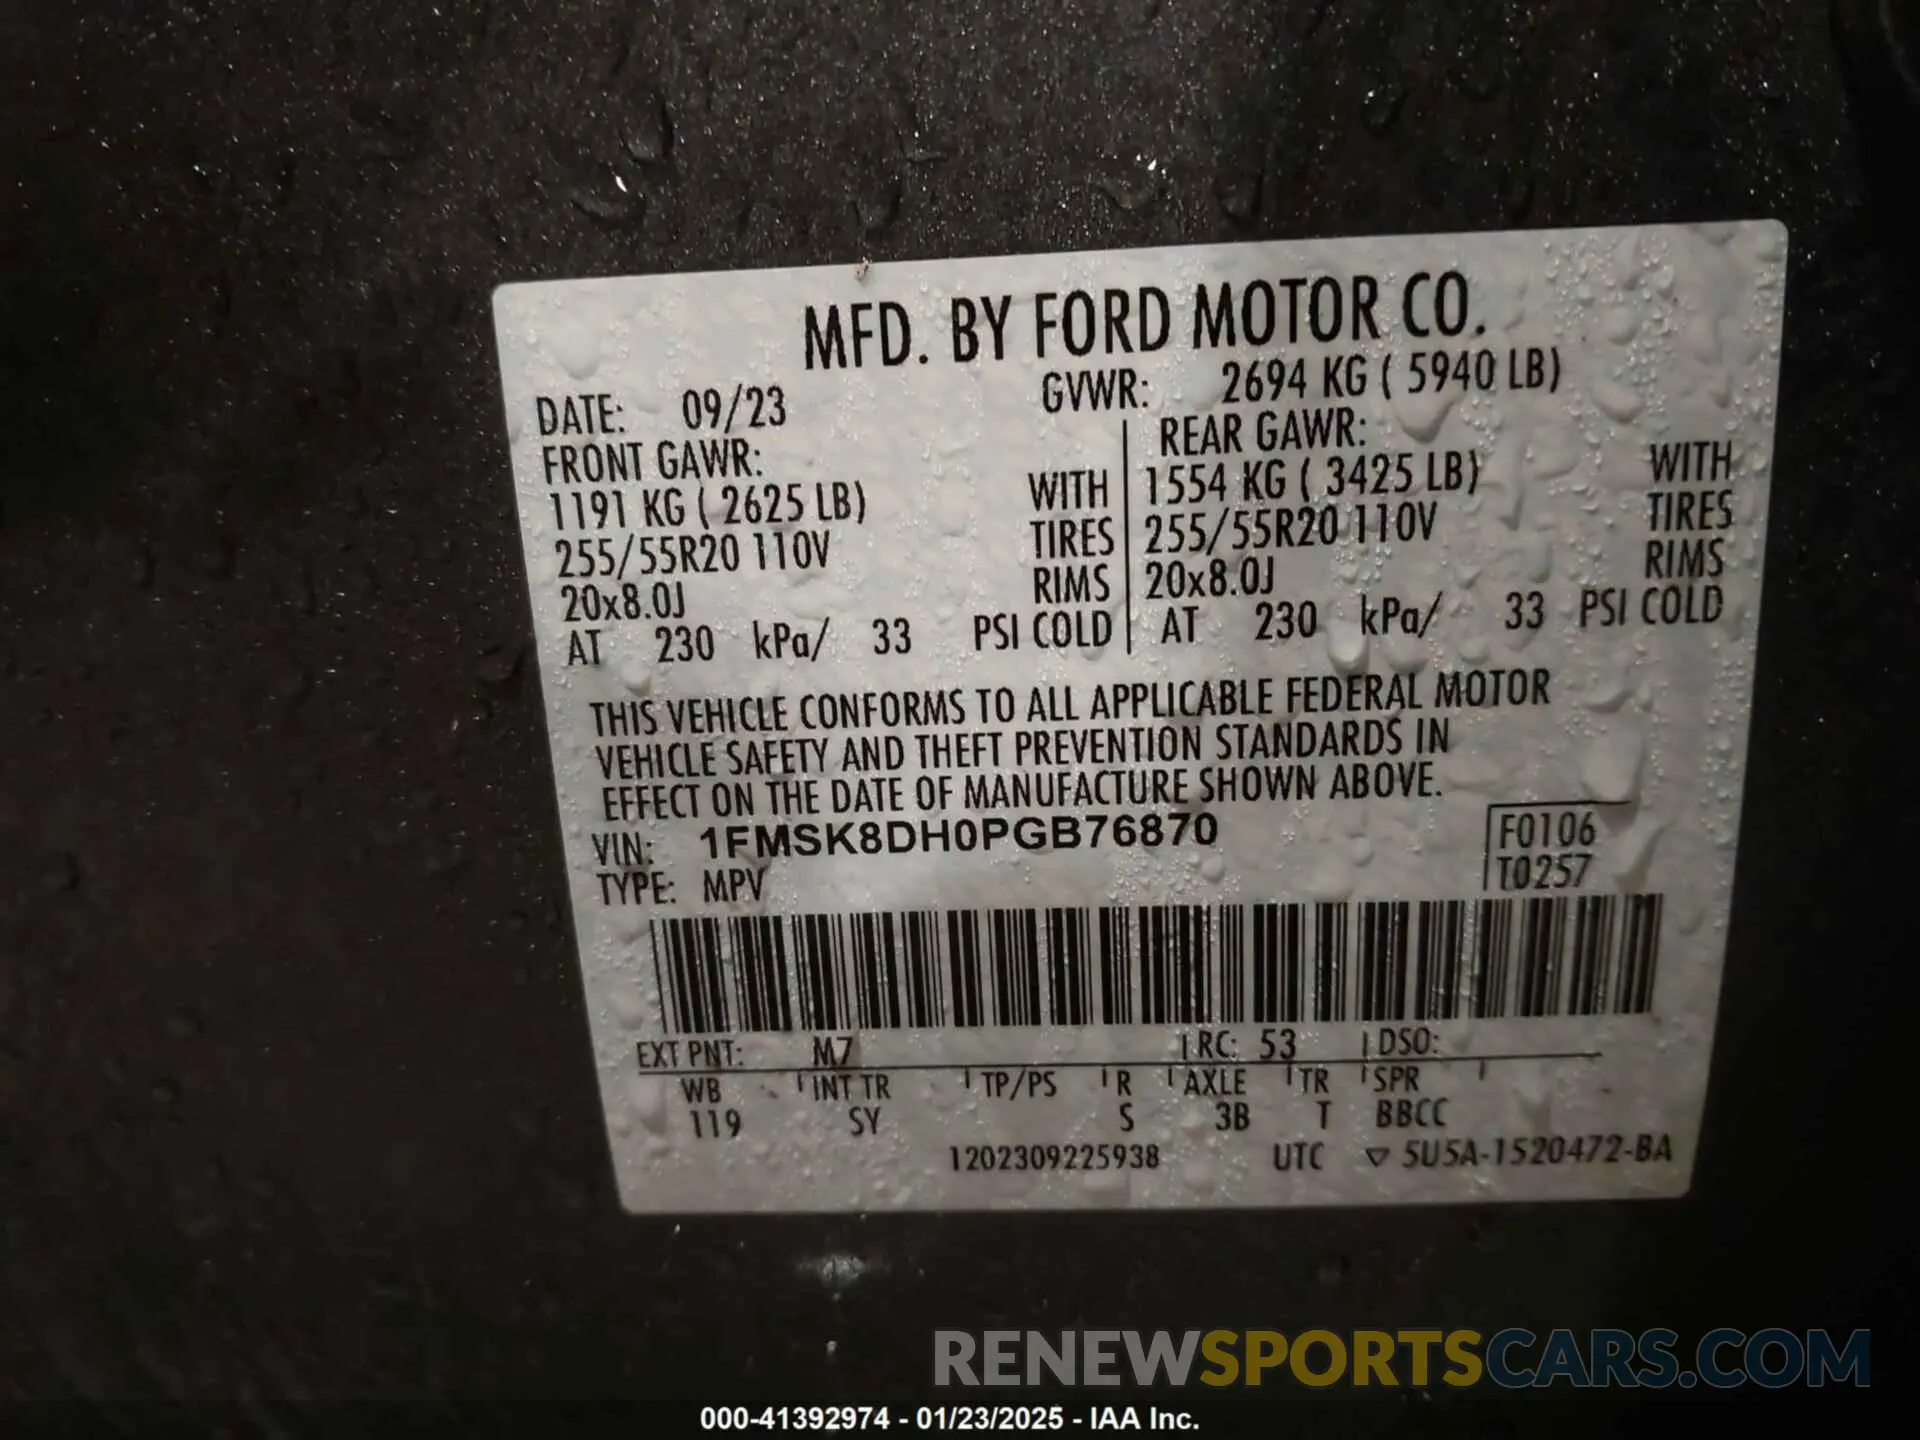 MFD. BY FORD MOTOR CO.
DATE: 09/23 GVWR: 2694 KG ( 5940 LB)
FRONT GAWR: REAR GAWR:
1191 KG ( 2625 LB) WITH 1554 KG ( 3425 LB) WITH
255/55R20 110V TIRES 255/55R20 110V TIRES
20x8.0J RIMS 20x8.0J RIMS
AT 230 kPa/ 33 PSI COLD AT 230 kPa/ 33 PSI COLD
THIS VEHICLE CONFORMS TO ALL APPLICABLE FEDERAL MOTOR
VEHICLE SAFETY AND THEFT PREVENTION STANDARDS IN
EFFECT ON THE DATE OF MANUFACTURE SHOWN ABOVE.
VIN: 1FMSK8DH0PGB76870 F0106
TYPE: MPV T0257
EXT PNT: M7 RC: 53 DSO:
WB INT TR TP/PS R AXLE TR SPR
119 SY S 3B T BBCC
1202309225938 UTC ▽ 5U5A-1520472-BA
RENEWSPORTSCARS.COM
000-41392974 - 01/23/2025 - IAA Inc.